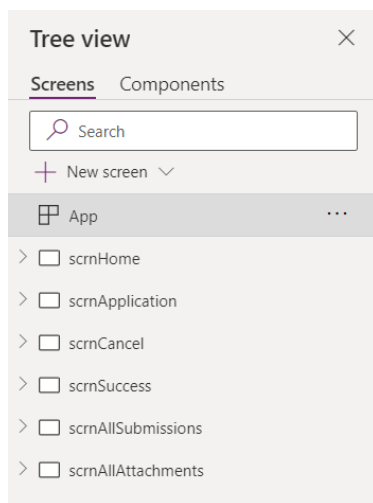 Tree view
Screens Components
Search
New screen
App
scrnHome
scrnApplication
scrnCancel
scrnSuccess
scrnAllSubmissions
scrnAllAttachments